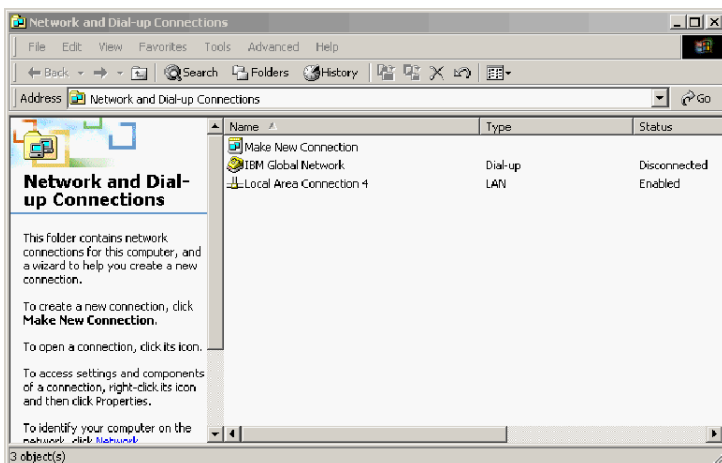 Network and Dial-up Connections
File Edit View Favorites Tools Advanced Help
Back Search Folders History
Address Network and Dial-up Connections Go
Name Type Status
Make New Connection
IBM Global Network Dial-up Disconnected
Local Area Connection 4 LAN Enabled
Network and Dial-
up Connections
This folder contains network
connections for this computer, and
a wizard to help you create a new
connection.
To create a new connection, click
Make New Connection.
To open a connection, click its icon.
To access settings and components
of a connection, right-click its icon
and then click Properties.
To identify your computer on the
network, click Network
3 object(s)